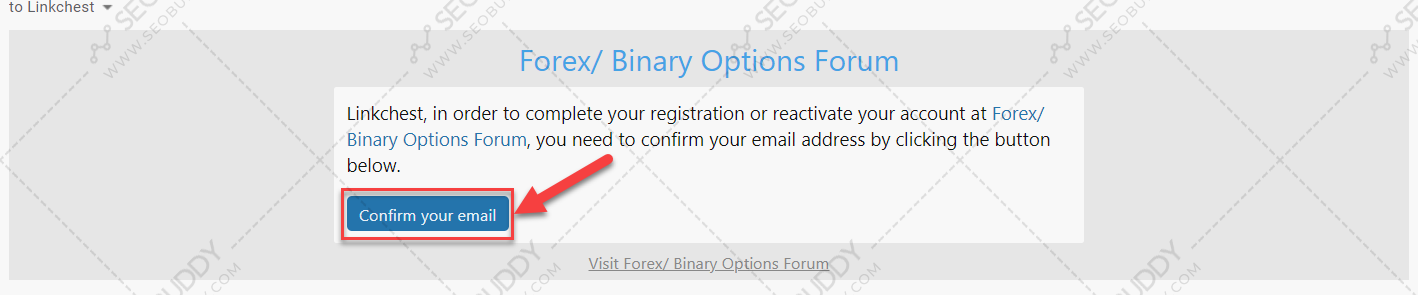 to Linkchest
Forex/ Binary Options Forum
Linkchest, in order to complete your registration or reactivate your account at Forex/
Binary Options Forum, you need to confirm your email address by clicking the button
below.
Confirm your email
Visit Forex/ Binary Options Forum